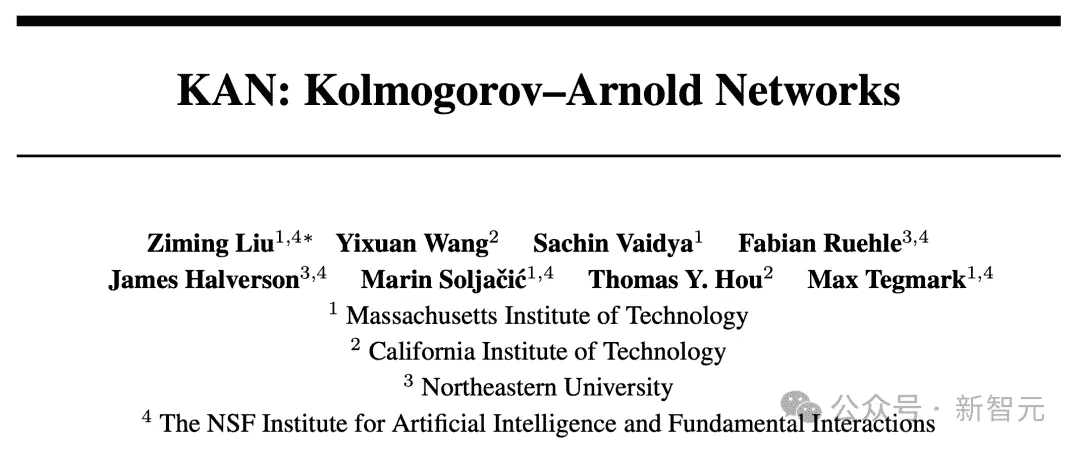 KAN: Kolmogorov–Arnold Networks
Ziming Liu1,4* Yixuan Wang2 Sachin Vaidya1 Fabian Ruehle3,4
James Halverson3,4 Marin Soljačić1,4 Thomas Y. Hou2 Max Tegmark1,4
1 Massachusetts Institute of Technology
2 California Institute of Technology
3 Northeastern University
4 The NSF Institute for Artificial Intelligence and Fundamental Interactions
公众号 · 新智元